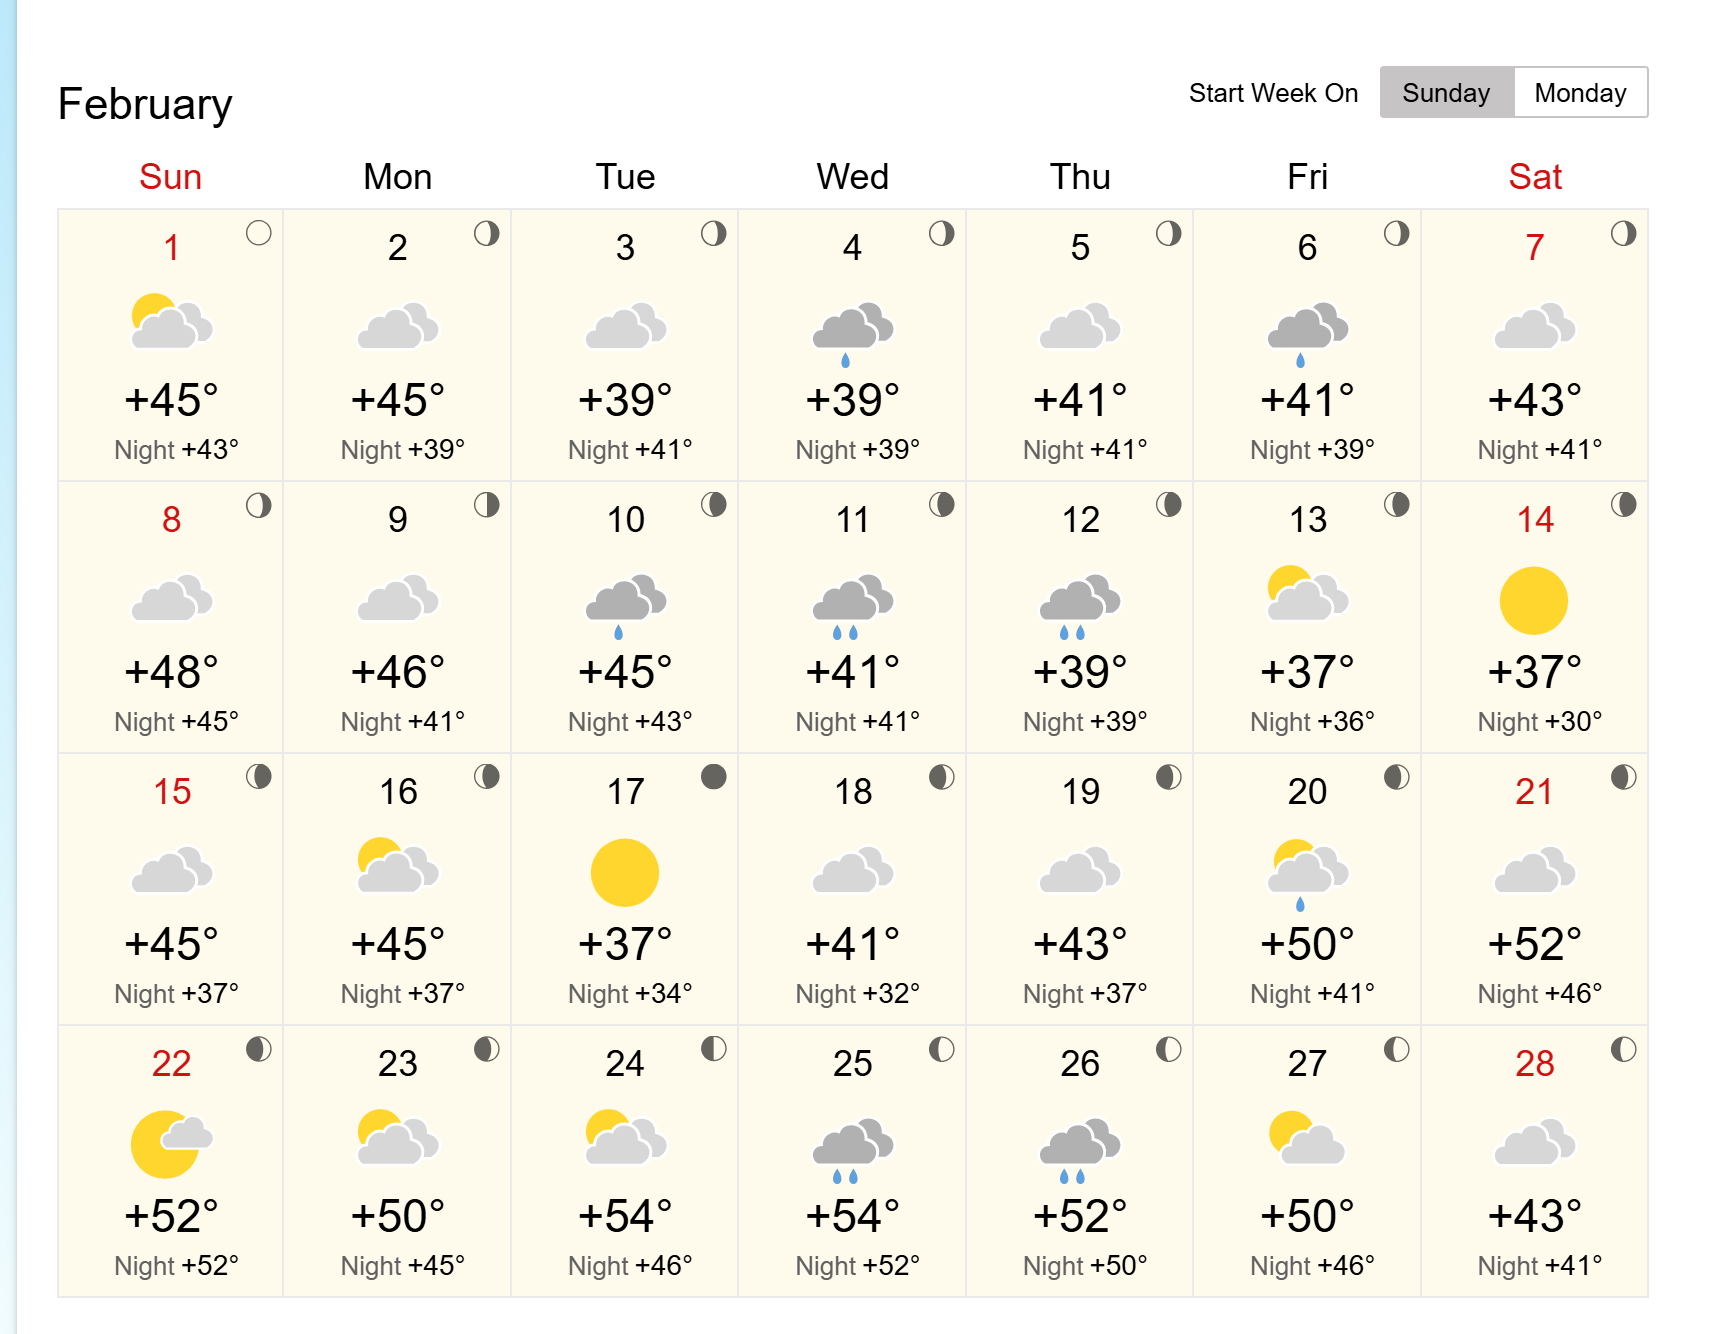 February
Start Week On Sunday Monday
Sun Mon Tue Wed Thu Fri Sat
1 2 3 4 5 6 7
+45° +45° +39° +39° +41° +41° +43°
Night +43° Night +39° Night +41° Night +39° Night +41° Night +39° Night +41°
8 9 10 11 12 13 14
+48° +46° +45° +41° +39° +37° +37°
Night +45° Night +41° Night +43° Night +41° Night +39° Night +36° Night +30°
15 16 17 18 19 20 21
+45° +45° +37° +41° +43° +50° +52°
Night +37° Night +37° Night +34° Night +32° Night +37° Night +41° Night +46°
22 23 24 25 26 27 28
+52° +50° +54° +54° +52° +50° +43°
Night +52° Night +45° Night +46° Night +52° Night +50° Night +46° Night +41°